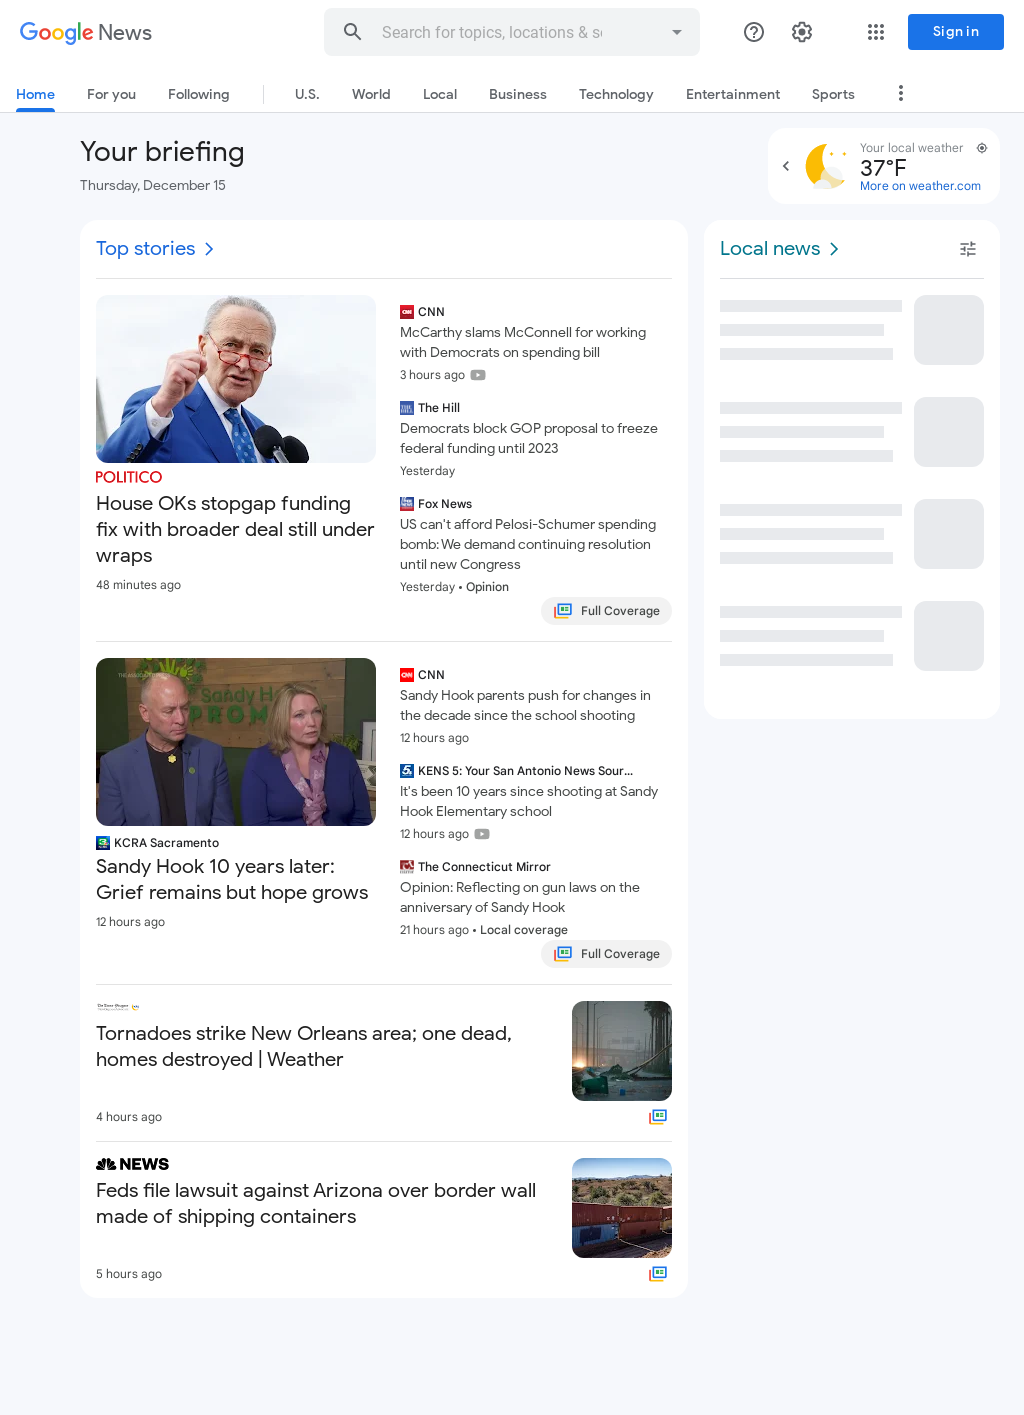 Google News
Search for topics, locations & so
Sign in
Home
For you
Following
U.S.
World
Local
Business
Technology
Entertainment
Sports
Your briefing
Thursday, December 15
Your local weather
37°F
More on weather.com
Top stories
POLITICO
House OKs stopgap funding
fix with broader deal still under
wraps
48 minutes ago
CNN
McCarthy slams McConnell for working
with Democrats on spending bill
3 hours ago
The Hill
Democrats block GOP proposal to freeze
federal funding until 2023
Yesterday
Fox News
US can't afford Pelosi-Schumer spending
bomb: We demand continuing resolution
until new Congress
Yesterday • Opinion
Full Coverage
Sandy Ho
PROM
KCRA Sacramento
Sandy Hook 10 years later:
Grief remains but hope grows
12 hours ago
CNN
Sandy Hook parents push for changes in
the decade since the school shooting
12 hours ago
KENS 5: Your San Antonio News Sour...
It's been 10 years since shooting at Sandy
Hook Elementary school
12 hours ago
The Connecticut Mirror
Opinion: Reflecting on gun laws on the
anniversary of Sandy Hook
21 hours ago • Local coverage
Full Coverage
Tornadoes strike New Orleans area; one dead,
homes destroyed | Weather
4 hours ago
NEWS
Feds file lawsuit against Arizona over border wall
made of shipping containers
5 hours ago
Local news